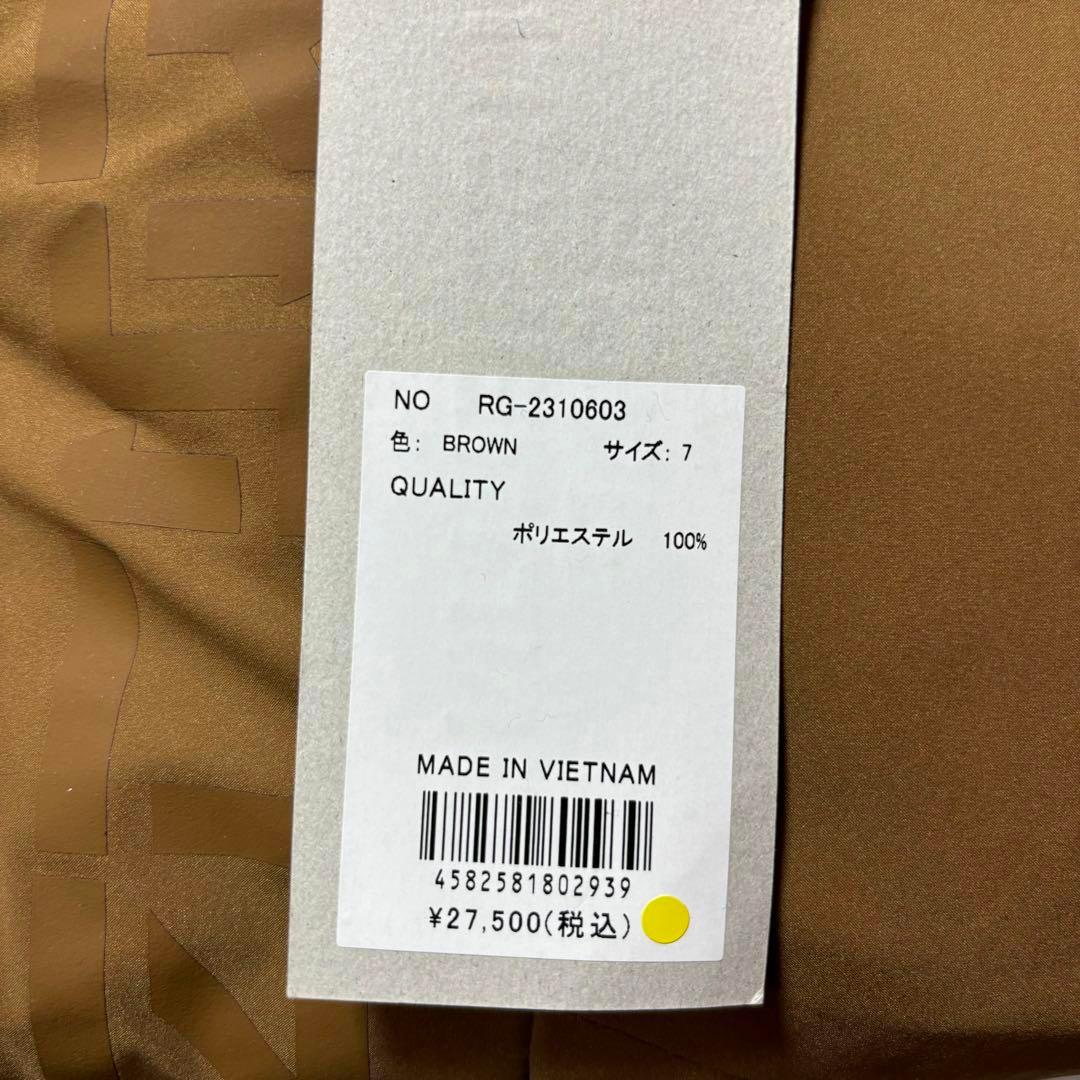 NO RG-2310603
色: BROWN サイズ: 7
QUALITY
ポリエステル 100%
MADE IN VIETNAM
4582581802939
¥27,500(税込)